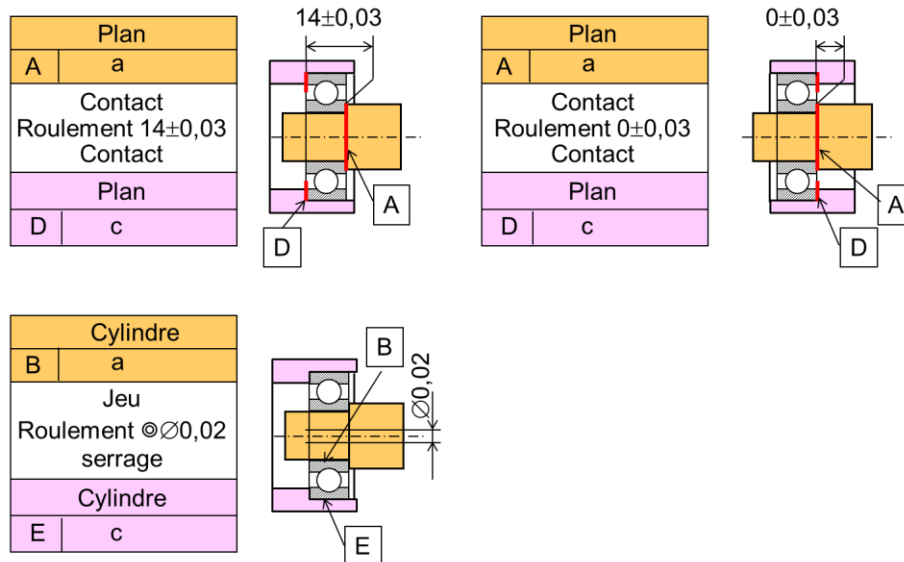 Plan
A a
Contact
Roulement 14±0,03
Contact
Plan
D c
14±0,03
A
D
Plan
A a
Contact
Roulement 0±0,03
Contact
Plan
D c
0±0,03
A
D
Cylindre
B a
Jeu
Roulement ⌾∅0,02
serrage
Cylindre
E c
B
∅0,02
E